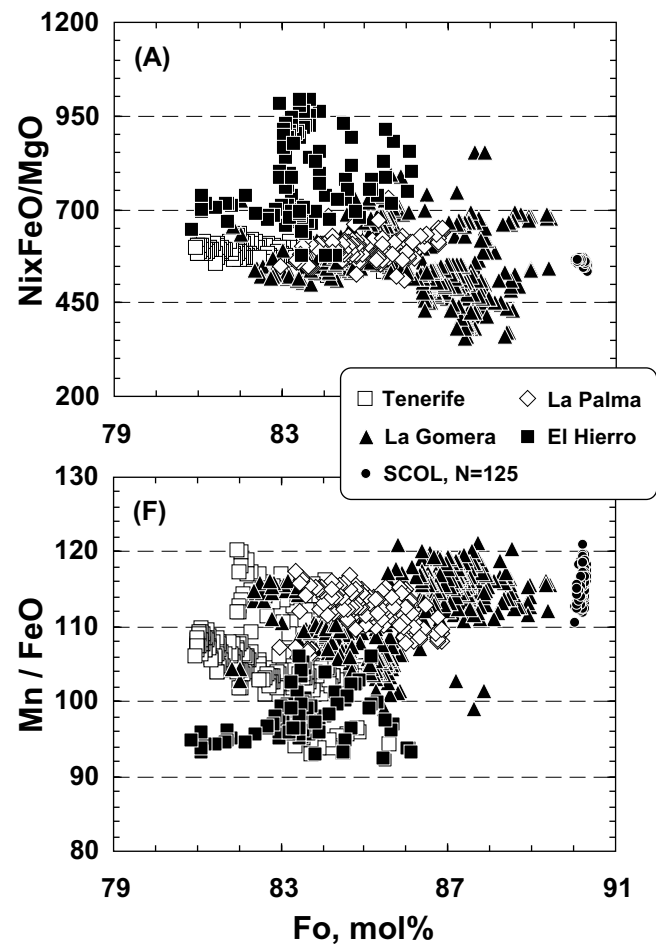 1200
(A)
950
700
450
200
NixFeO/MgO
79
83
Tenerife
La Palma
La Gomera
El Hierro
SCOL, N=125
130
(F)
120
110
100
90
80
Mn / FeO
79
83
87
91
Fo, mol%